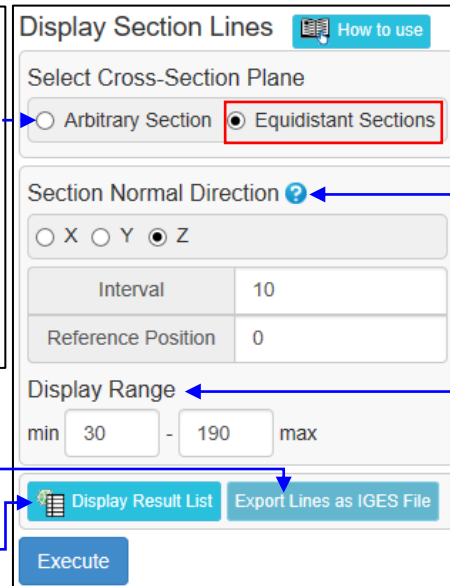 Display Section Lines How to use
Select Cross-Section Plane
Arbitrary Section Equidistant Sections
Section Normal Direction ?
X Y Z
Interval 10
Reference Position 0
Display Range
min 30 - 190 max
Display Result List Export Lines as IGES File
Execute